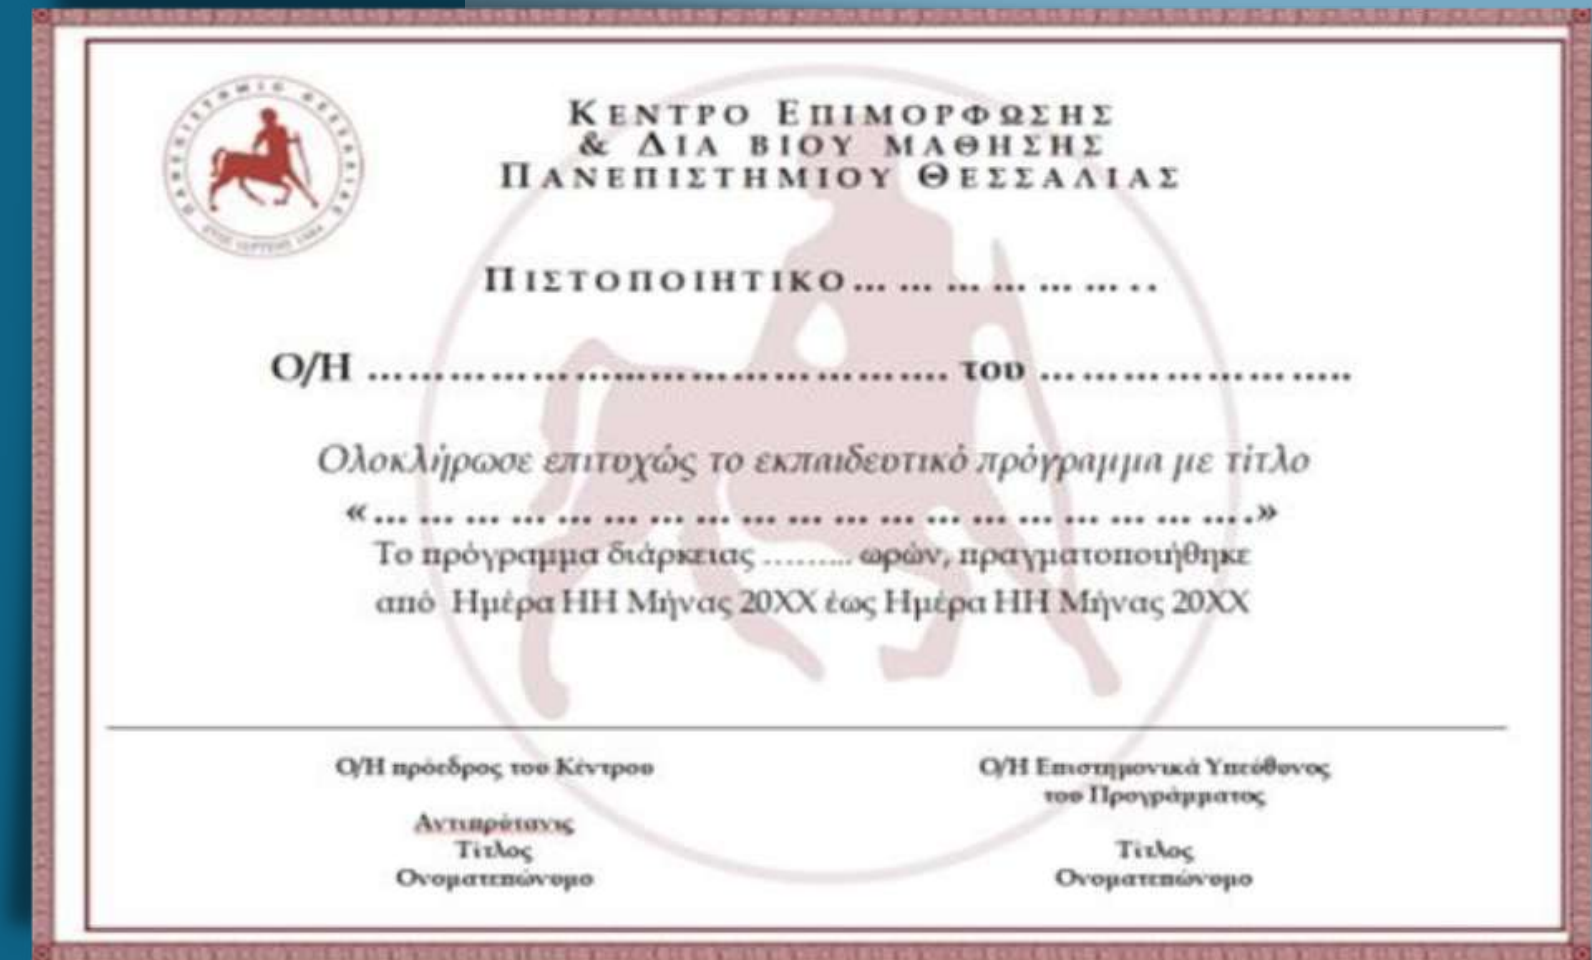 ΠΑΝΕΠΙΣΤΗΜΙΟ ΘΕΣΣΑΛΙΑΣ
ΚΕΝΤΡΟ ΕΠΙΜΟΡΦΩΣΗΣ
& ΔΙΑ ΒΙΟΥ ΜΑΘΗΣΗΣ
ΠΑΝΕΠΙΣΤΗΜΙΟΥ ΘΕΣΣΑΛΙΑΣ
ΠΙΣΤΟΠΟΙΗΤΙΚΟ… … … … … … . .
Ο/Η ……………………………………. του ……………………..
Ολοκλήρωσε επιτυχώς το εκπαιδευτικό πρόγραμμα με τίτλο
«… … … … … … … … … … … … … … … … … … ….»
Το πρόγραμμα διάρκειας ……... ωρών, πραγματοποιήθηκε
από Ημέρα ΗΗ Μήνας 20ΧΧ έως Ημέρα ΗΗ Μήνας 20ΧΧ
Ο/Η πρόεδρος του Κέντρου
Αντιπρύτανις
Τίτλος
Ονοματεπώνυμο
Ο/Η Επιστημονικά Υπεύθυνος
του Προγράμματος
Τίτλος
Ονοματεπώνυμο